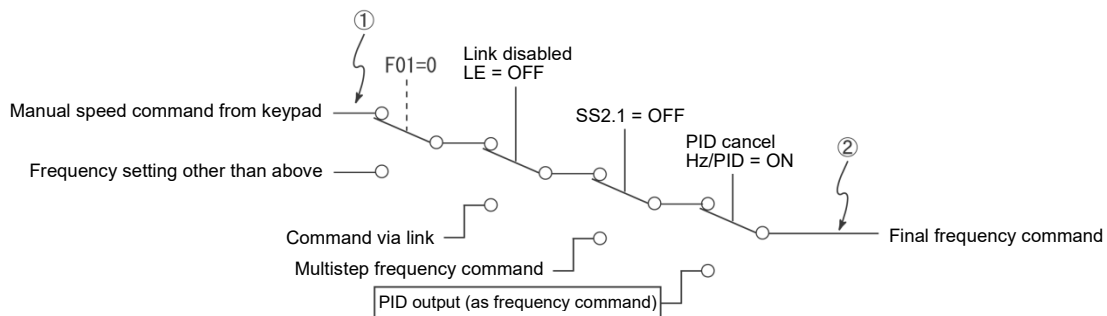 ①
F01=0
Link disabled
LE = OFF
Manual speed command from keypad
SS2.1 = OFF
PID cancel
Hz/PID = ON
②
Frequency setting other than above
Command via link
Final frequency command
Multistep frequency command
PID output (as frequency command)